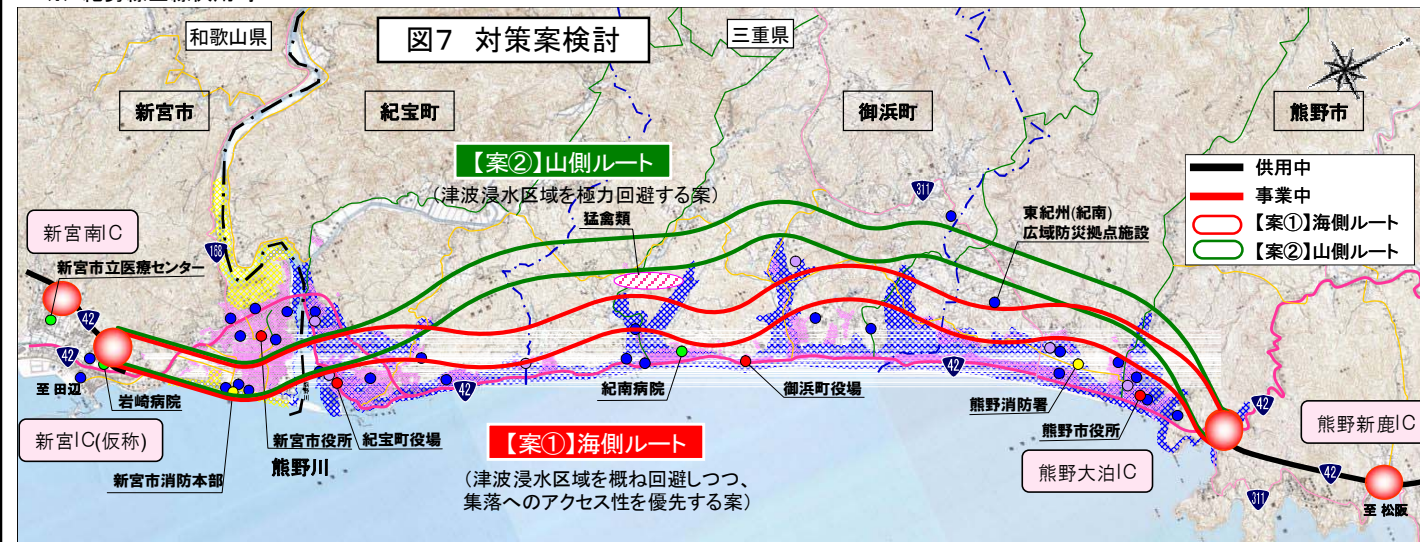 和歌山県
図7 対策案検討
三重県
新宮市
紀宝町
御浜町
熊野市
【案②】山側ルート
(津波浸水区域を極力回避する案)
猛禽類
311
東紀州(紀南)
広域防災拠点施設
供用中
事業中
【案①】海側ルート
【案②】山側ルート
新宮南IC
新宮市立医療センター
168
42
42
至 田辺
岩崎病院
新宮IC(仮称)
新宮市消防本部
新宮市役所
熊野川
紀宝町役場
42
紀南病院
御浜町役場
42
熊野消防署
熊野市役所
【案①】海側ルート
(津波浸水区域を概ね回避しつつ、
集落へのアクセス性を優先する案)
熊野大泊IC
42
熊野新鹿IC
42
311
至 松阪